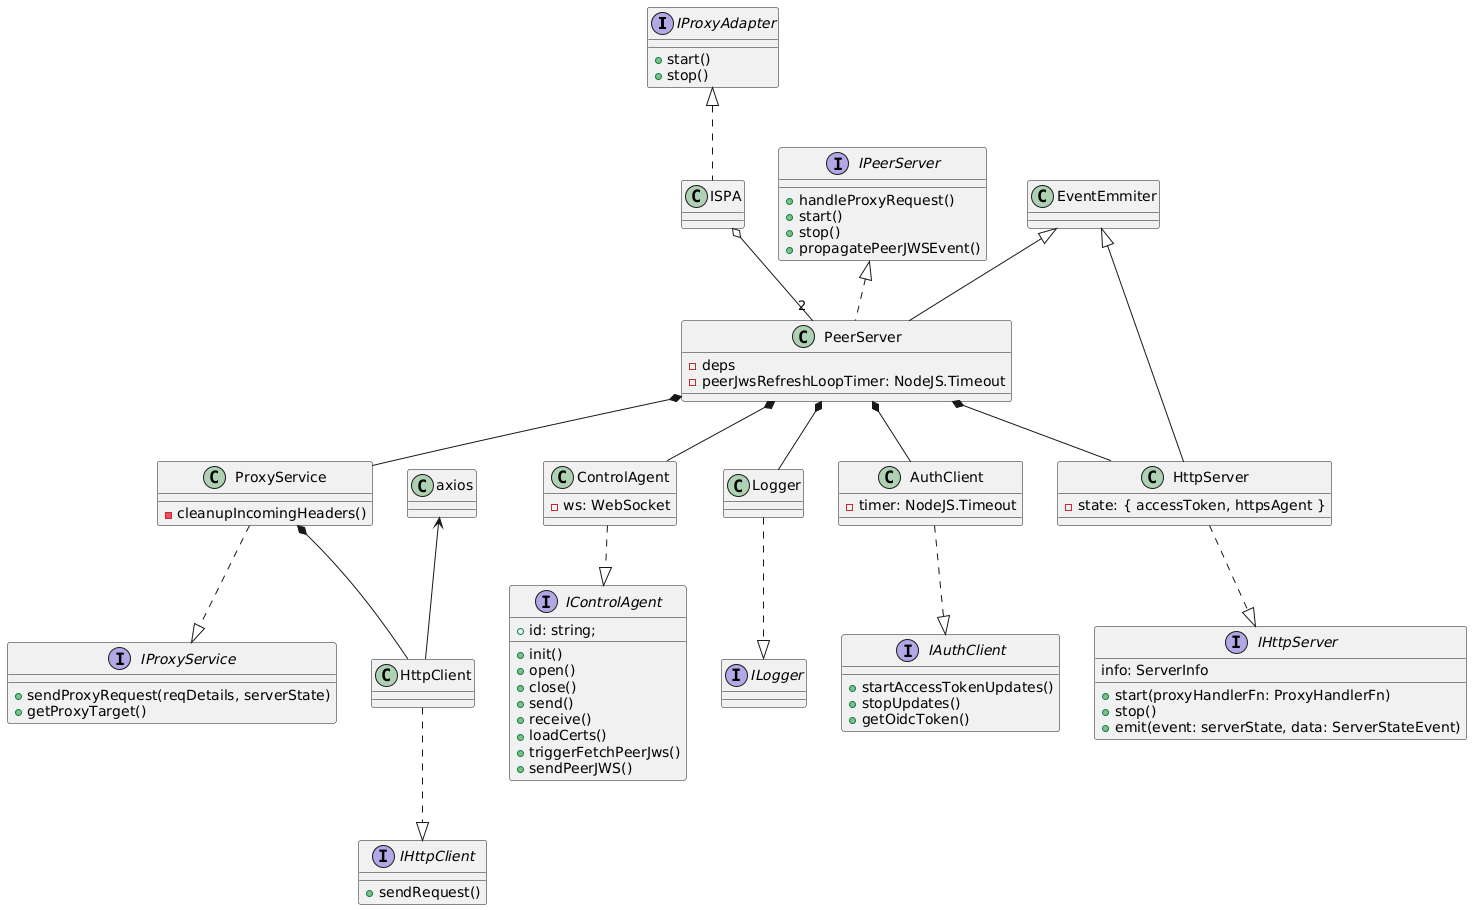 I IProxyAdapter
start()
stop()
I IPeerServer
handleProxyRequest()
start()
stop()
propagatePeerJWSEvent()
C ISPA
C EventEmmiter
2
C PeerServer
deps
peerJwsRefreshLoopTimer: NodeJS.Timeout
C ProxyService
cleanupIncomingHeaders()
C axios
C ControlAgent
ws: WebSocket
C Logger
C AuthClient
timer: NodeJS.Timeout
C HttpServer
state: { accessToken, httpsAgent }
I IProxyService
sendProxyRequest(reqDetails, serverState)
getProxyTarget()
C HttpClient
I IControlAgent
id: string;
init()
open()
close()
send()
receive()
loadCerts()
triggerFetchPeerJws()
sendPeerJWS()
I ILogger
I IAuthClient
startAccessTokenUpdates()
stopUpdates()
getOidcToken()
I IHttpServer
info: ServerInfo
start(proxyHandlerFn: ProxyHandlerFn)
stop()
emit(event: serverState, data: ServerStateEvent)
I IHttpClient
sendRequest()